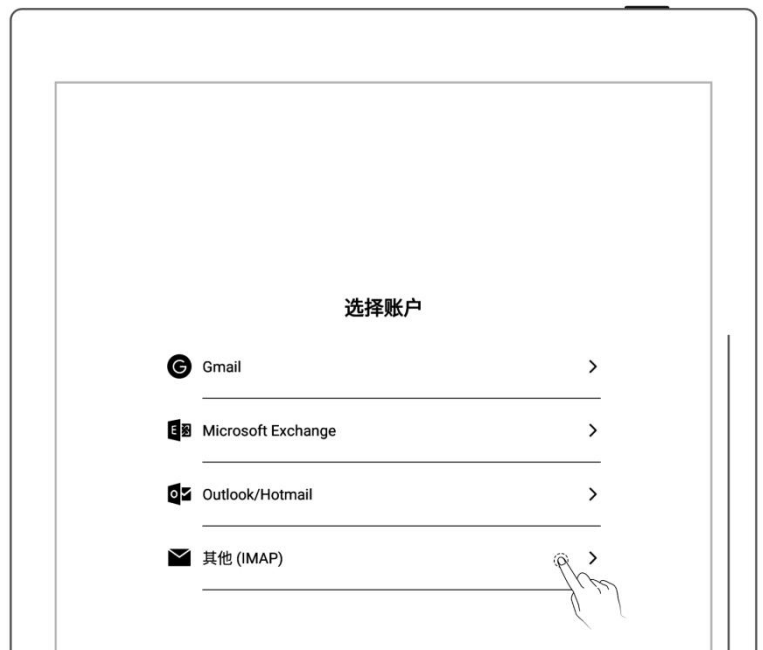 选择账户
Gmail
Microsoft Exchange
Outlook/Hotmail
其他 (IMAP)